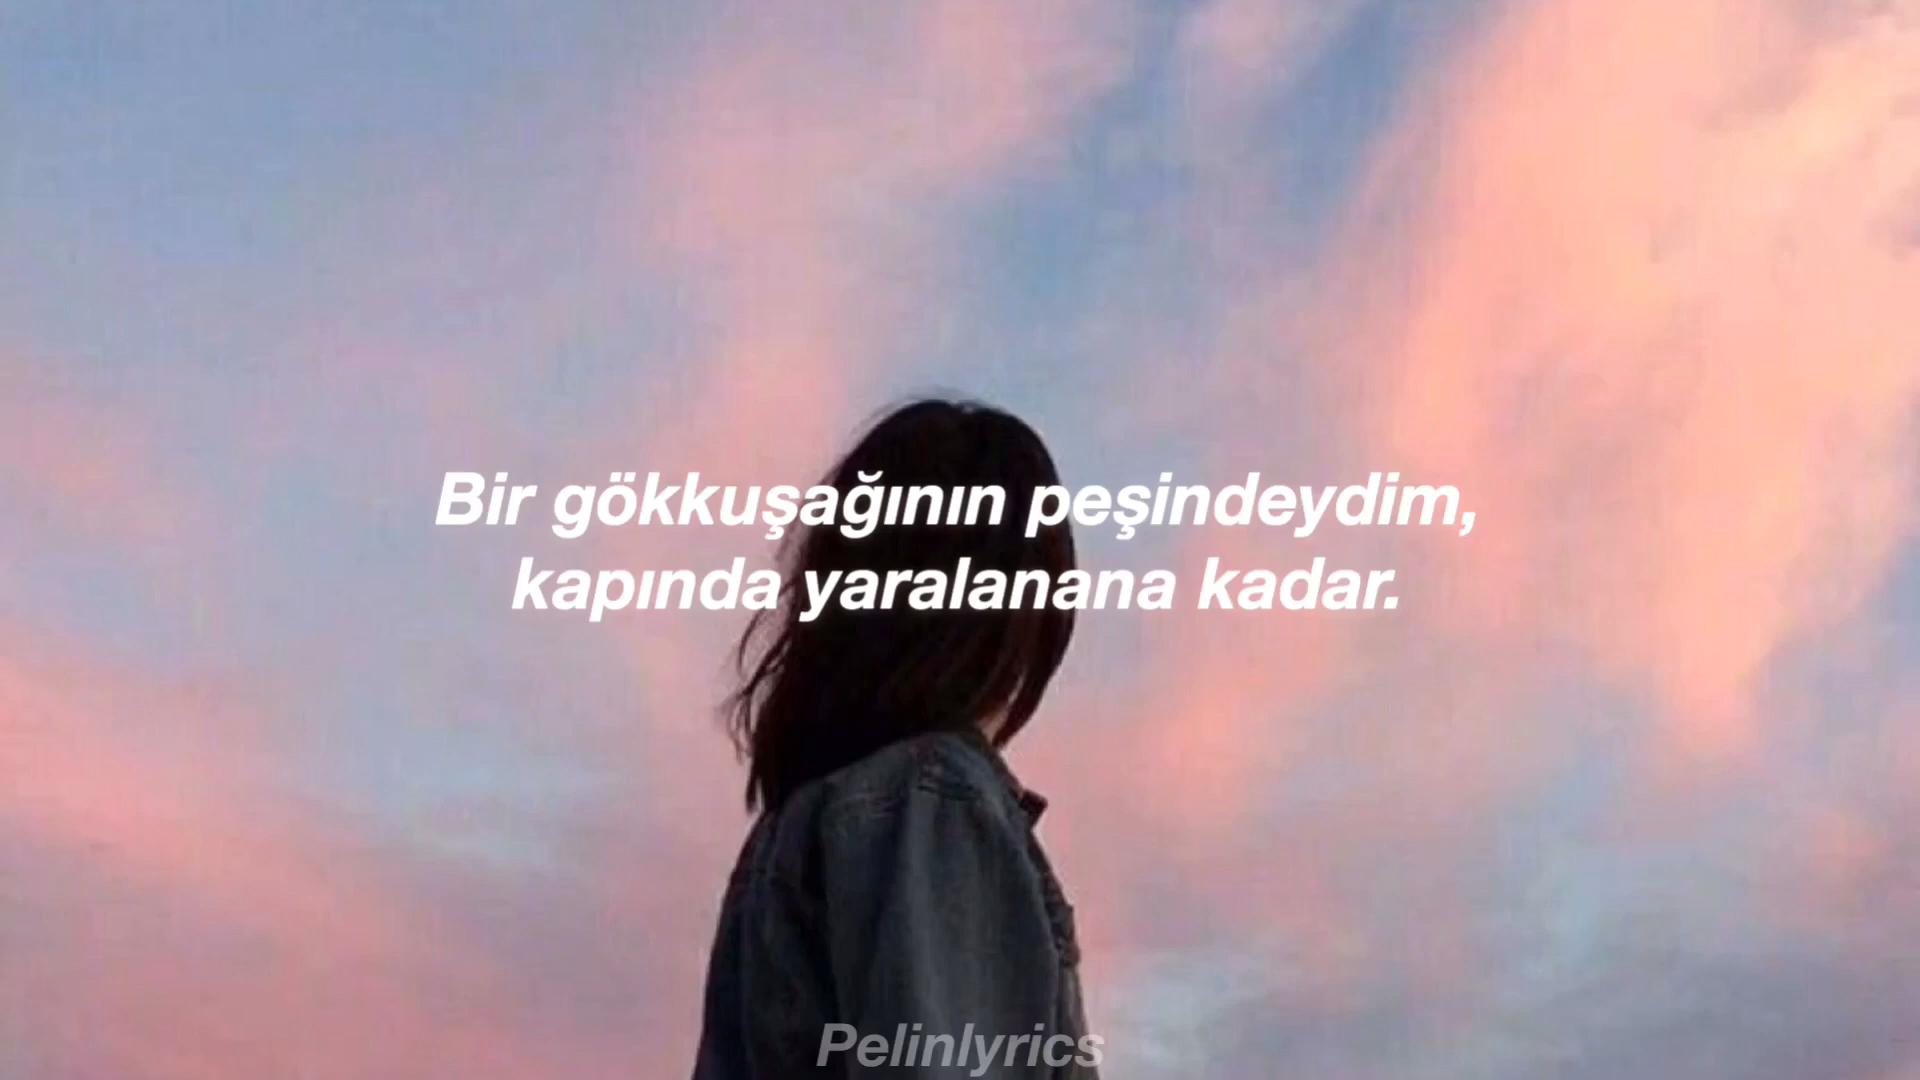 Bir gökkuşağının peşindeydim,
kapında yaralanana kadar.
Pelinlyrics